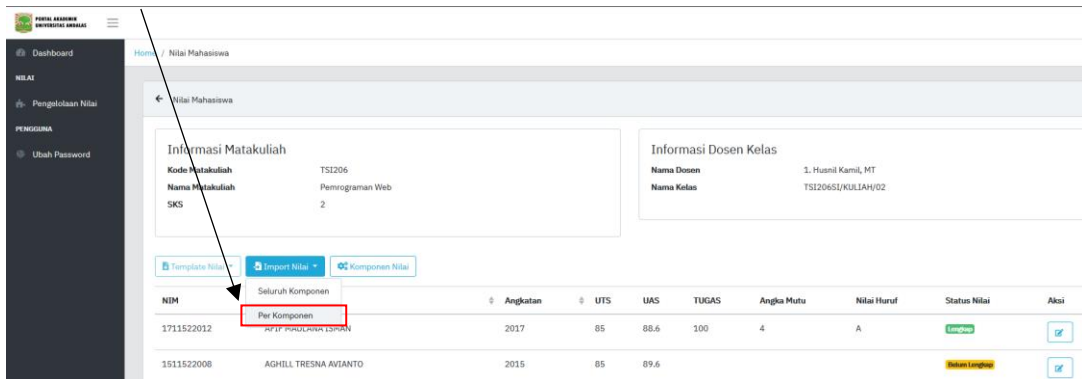 PORTAL AKADEMIK
UNIVERSITAS ANDALAS
Dashboard
NILAI
Pengelolaan Nilai
PENGGUNA
Ubah Password
Home / Nilai Mahasiswa
Nilai Mahasiswa
Informasi Matakuliah
Kode Matakuliah TSI206
Nama Matakuliah Pemrograman Web
SKS 2
Informasi Dosen Kelas
Nama Dosen 1. Husnil Kamil, MT
Nama Kelas TSI206SI/KULIAH/02
Template Nilai Import Nilai Komponen Nilai
Seluruh Komponen
Per Komponen
NIM Angkatan UTS UAS TUGAS Angka Mutu Nilai Huruf Status Nilai Aksi
1711522012 AFIF MAULANA ISMAN 2017 85 88.6 100 4 A Lengkap
1511522008 AGHILL TRESNA AVIANTO 2015 85 89.6 Belum Lengkap